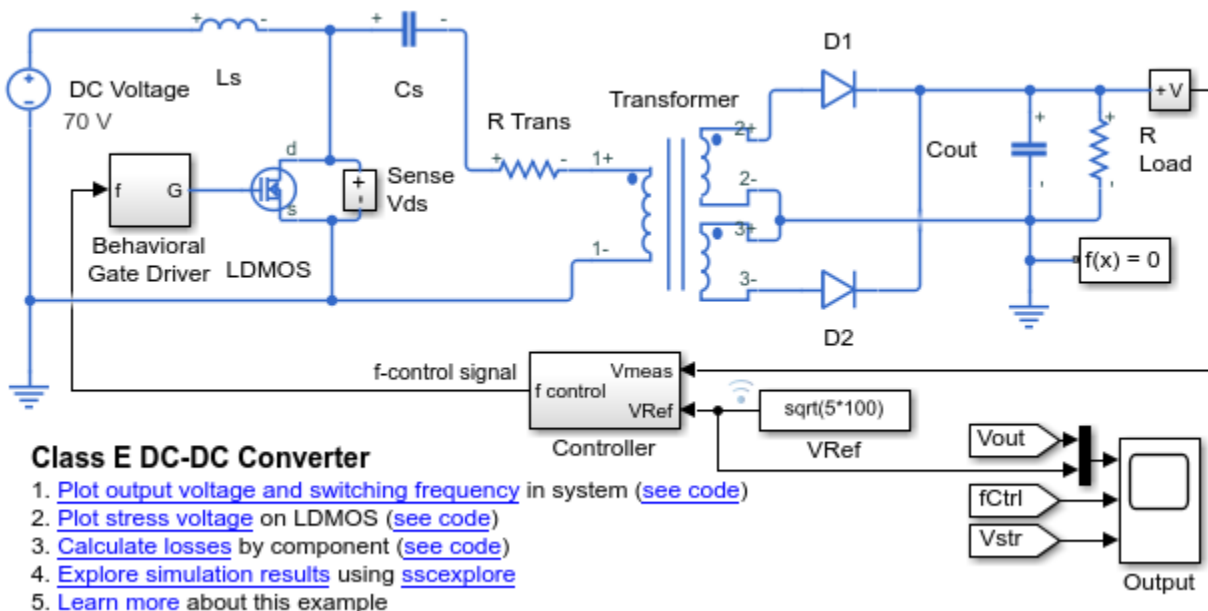 + -
+ -
D1
Ls
Cs
DC Voltage
70 V
Transformer
R Trans
2+
+V
+ -
1+
+
+
Cout
R
Load
d
f
G
Sense
Vds
2-
s
3+
Behavioral
Gate Driver
LDMOS
1-
f(x) = 0
3-
D2
f-control signal
Vmeas
f control
VRef
sqrt(5*100)
Controller
VRef
Vout
Class E DC-DC Converter
1. Plot output voltage and switching frequency in system (see code)
2. Plot stress voltage on LDMOS (see code)
fCtrl
3. Calculate losses by component (see code)
Vstr
4. Explore simulation results using sscexplore
Output
5. Learn more about this example